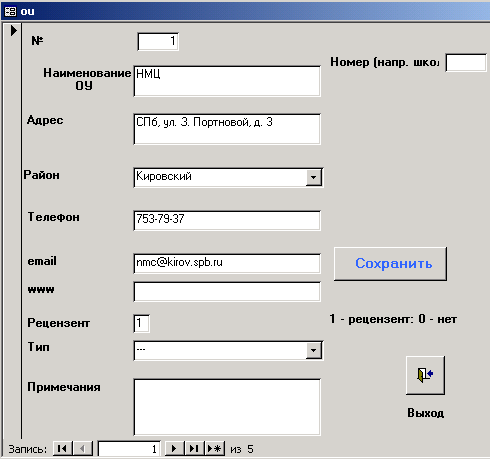 ou
№ 1
Номер (напр. шко.
Наименование ОУ НМЦ
Адрес СПб, ул. З. Портновой, д. 3
Район Кировский
Телефон 753-79-37
email nmc@kirov.spb.ru
Сохранить
www
Рецензент 1
1 - рецензент: 0 - нет
Тип ---
Примечания
Выход
Запись: 1 из 5